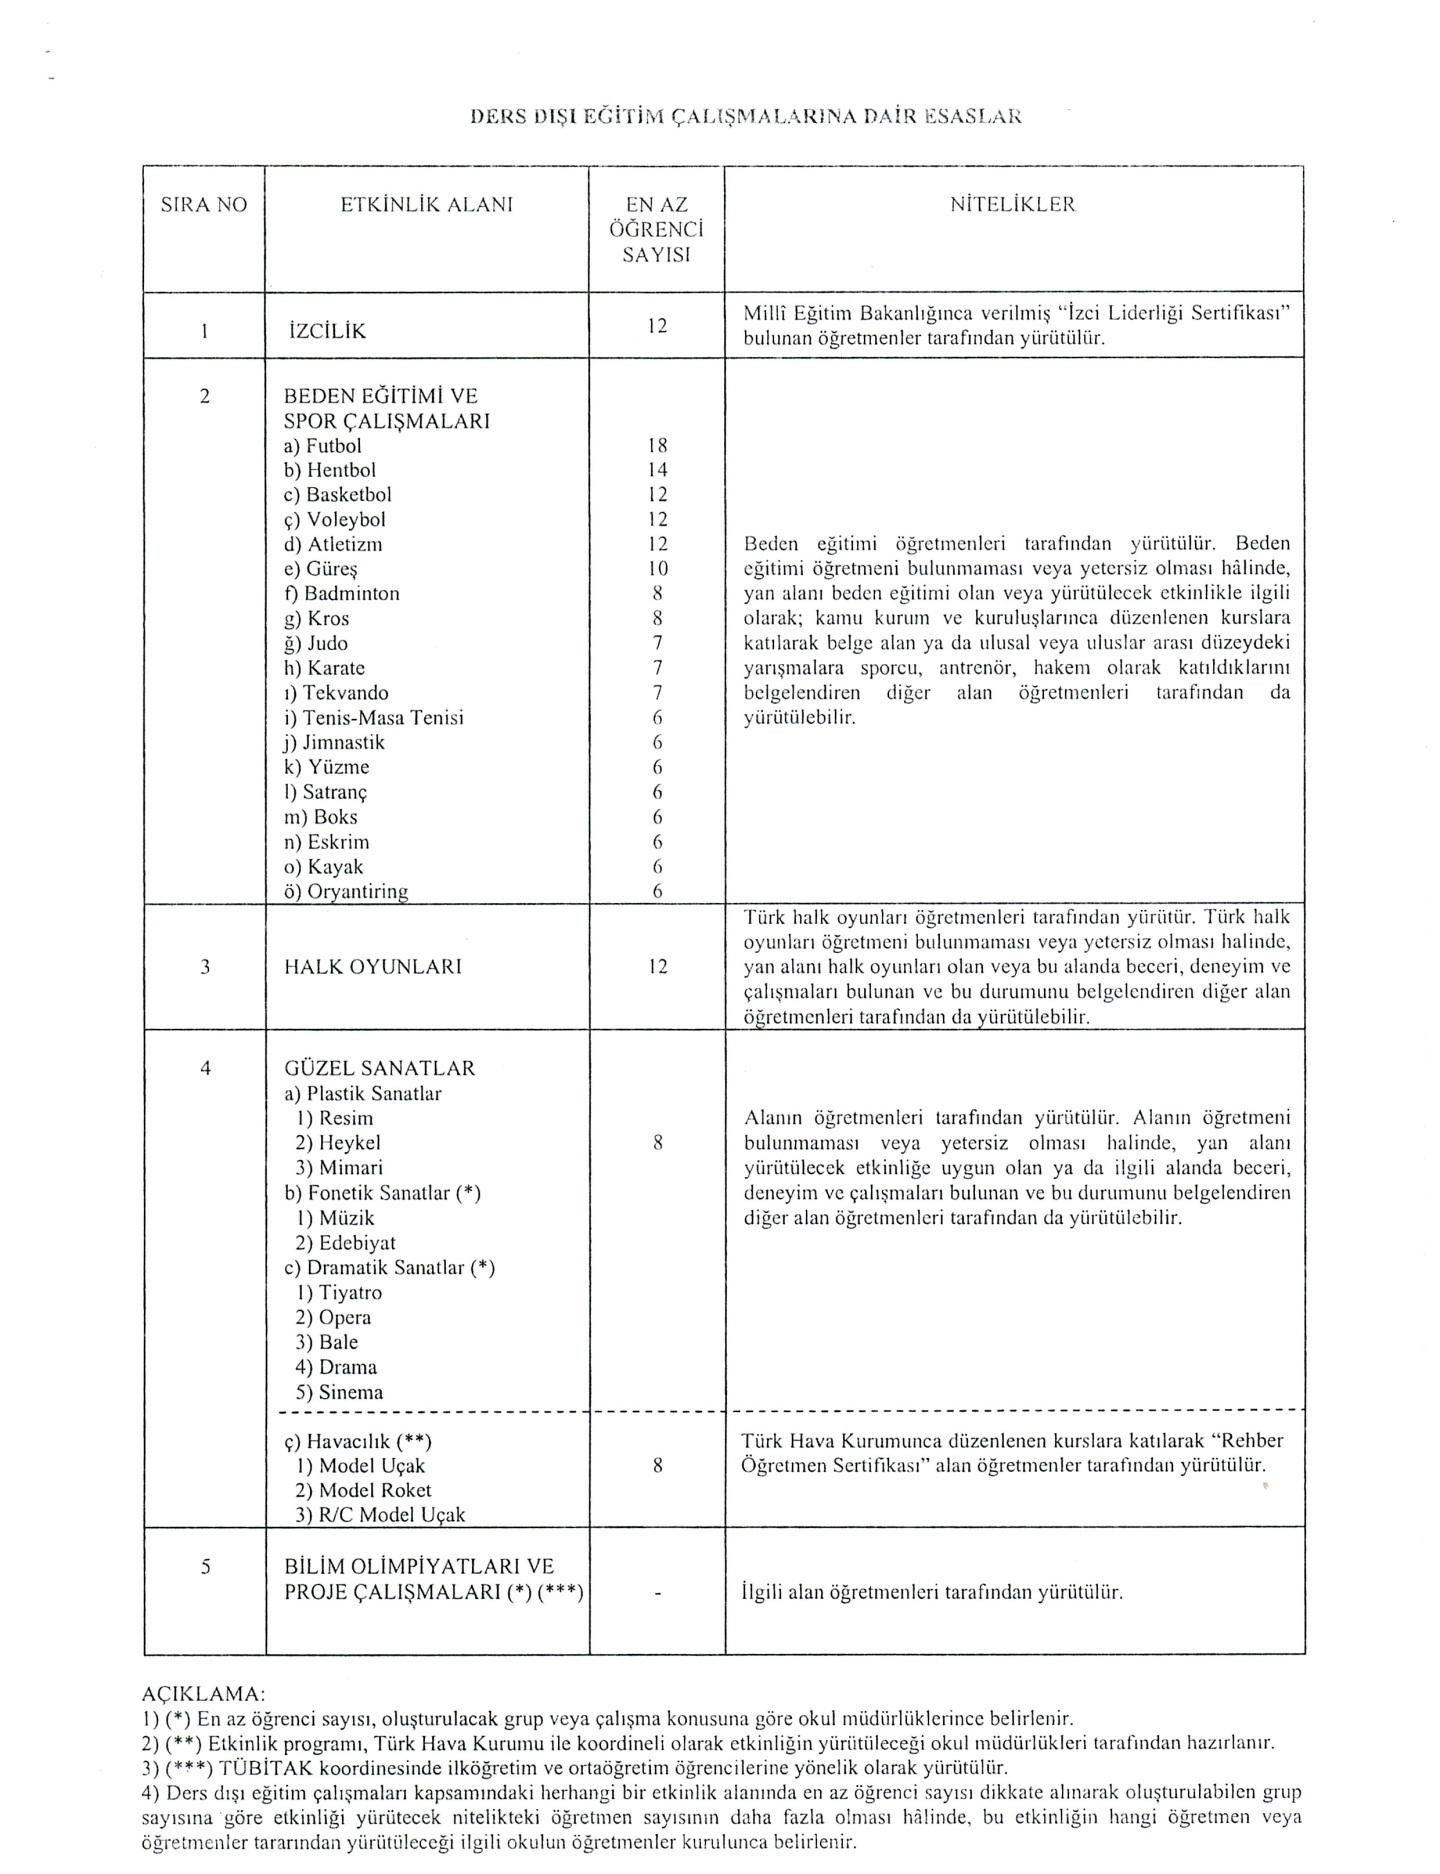 DERS DIŞI EĞİTİM ÇALIŞMALARINA DAİR ESASLAR
SIRA NO
ETKİNLİK ALANI
EN AZ
ÖĞRENCİ
SAYISI
NİTELİKLER
1
İZCİLİK
12
Millî Eğitim Bakanlığınca verilmiş “İzci Liderliği Sertifikası”
bulunan öğretmenler tarafından yürütülür.
2
BEDEN EĞİTİMİ VE
SPOR ÇALIŞMALARI
a) Futbol 18
b) Hentbol 14
c) Basketbol 12
ç) Voleybol 12
d) Atletizm 12
e) Güreş 10
f) Badminton 8
g) Kros 8
ğ) Judo 7
h) Karate 7
ı) Tekvando 7
i) Tenis-Masa Tenisi 6
j) Jimnastik 6
k) Yüzme 6
l) Satranç 6
m) Boks 6
n) Eskrim 6
o) Kayak 6
ö) Oryantiring 6
Beden eğitimi öğretmenleri tarafından yürütülür. Beden
eğitimi öğretmeni bulunmaması veya yetersiz olması hâlinde,
yan alanı beden eğitimi olan veya yürütülecek etkinlikle ilgili
olarak; kamu kurum ve kuruluşlarınca düzenlenen kurslara
katılarak belge alan ya da ulusal veya uluslar arası düzeydeki
yarışmalara sporcu, antrenör, hakem olarak katıldıklarını
belgelendiren diğer alan öğretmenleri tarafından da
yürütülebilir.
3
HALK OYUNLARI
12
Türk halk oyunları öğretmenleri tarafından yürütür. Türk halk
oyunları öğretmeni bulunmaması veya yetersiz olması halinde,
yan alanı halk oyunları olan veya bu alanda beceri, deneyim ve
çalışmaları bulunan ve bu durumunu belgelendiren diğer alan
öğretmenleri tarafından da yürütülebilir.
4
GÜZEL SANATLAR
a) Plastik Sanatlar
1) Resim
2) Heykel
3) Mimari
b) Fonetik Sanatlar (*)
1) Müzik
2) Edebiyat
c) Dramatik Sanatlar (*)
1) Tiyatro
2) Opera
3) Bale
4) Drama
5) Sinema
8
Alanın öğretmenleri tarafından yürütülür. Alanın öğretmeni
bulunmaması veya yetersiz olması halinde, yan alanı
yürütülecek etkinliğe uygun olan ya da ilgili alanda beceri,
deneyim ve çalışmaları bulunan ve bu durumunu belgelendiren
diğer alan öğretmenleri tarafından da yürütülebilir.
ç) Havacılık (**)
1) Model Uçak
2) Model Roket
3) R/C Model Uçak
8
Türk Hava Kurumunca düzenlenen kurslara katılarak “Rehber
Öğretmen Sertifikası” alan öğretmenler tarafından yürütülür.
5
BİLİM OLİMPİYATLARI VE
PROJE ÇALIŞMALARI (*) (***)
-
İlgili alan öğretmenleri tarafından yürütülür.
AÇIKLAMA:
1) (*) En az öğrenci sayısı, oluşturulacak grup veya çalışma konusuna göre okul müdürlüklerince belirlenir.
2) (**) Etkinlik programı, Türk Hava Kurumu ile koordineli olarak etkinliğin yürütüleceği okul müdürlükleri tarafından hazırlanır.
3) (***) TÜBİTAK koordinesinde ilköğretim ve ortaöğretim öğrencilerine yönelik olarak yürütülür.
4) Ders dışı eğitim çalışmaları kapsamındaki herhangi bir etkinlik alanında en az öğrenci sayısı dikkate alınarak oluşturulabilen grup
sayısına göre etkinliği yürütecek nitelikteki öğretmen sayısının daha fazla olması hâlinde, bu etkinliğin hangi öğretmen veya
öğretmenler tararından yürütüleceği ilgili okulun öğretmenler kurulunca belirlenir.